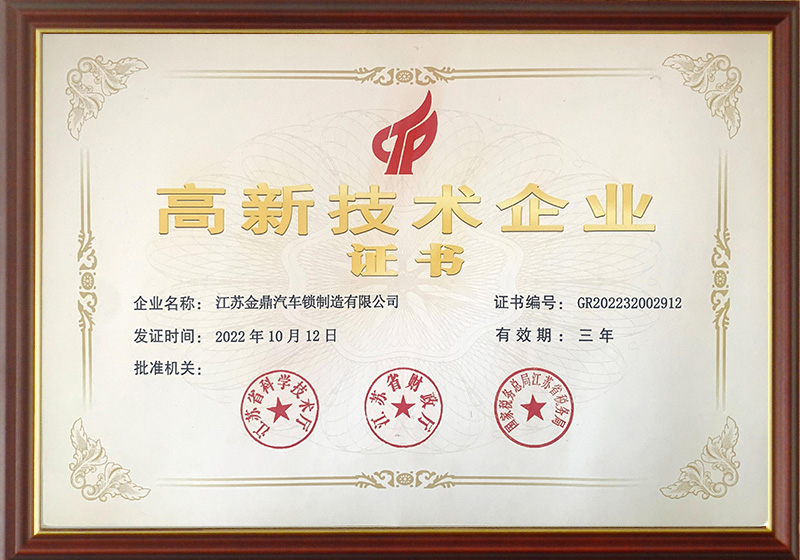 CTP
高新技术企业
证书
企业名称：江苏金鼎汽车锁制造有限公司
证书编号：GR202232002912
发证时间：2022年10月12日
有效期：三年
批准机关：
江苏省科学技术厅
江苏省财政厅
国家税务总局江苏省税务局